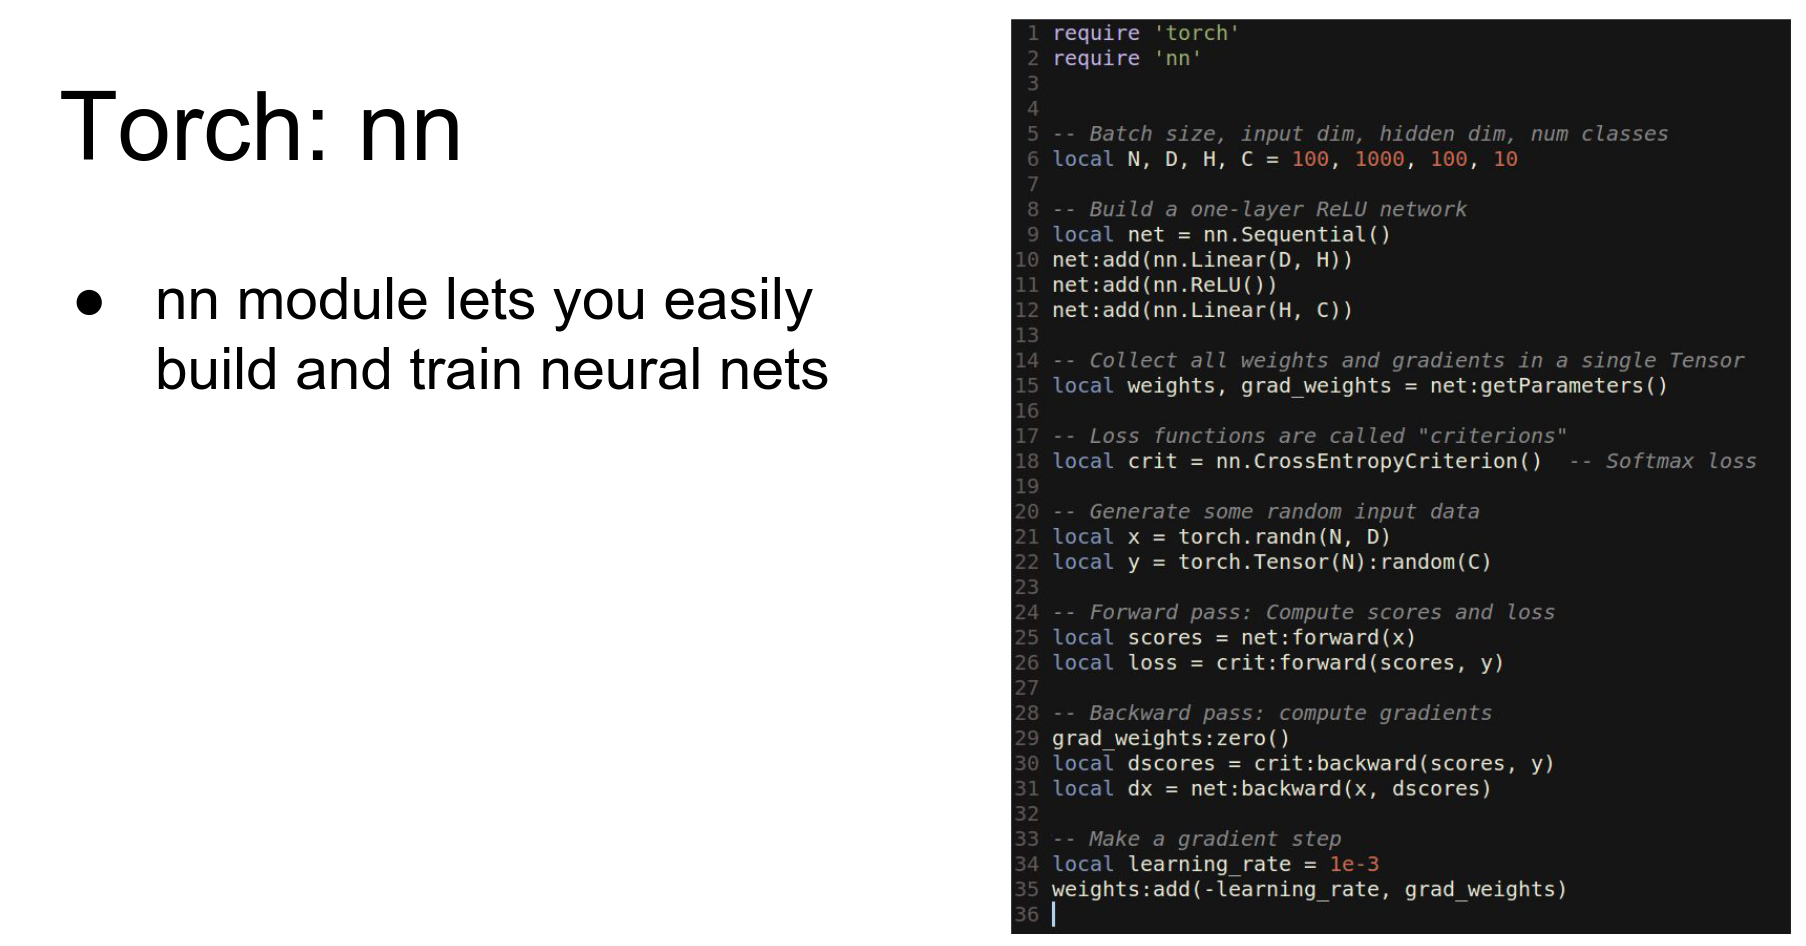 Torch: nn
● nn module lets you easily
build and train neural nets
1 require 'torch'
2 require 'nn'
3
4
5 -- Batch size, input dim, hidden dim, num classes
6 local N, D, H, C = 100, 1000, 100, 10
7
8 -- Build a one-layer ReLU network
9 local net = nn.Sequential()
10 net:add(nn.Linear(D, H))
11 net:add(nn.ReLU())
12 net:add(nn.Linear(H, C))
13
14 -- Collect all weights and gradients in a single Tensor
15 local weights, grad_weights = net:getParameters()
16
17 -- Loss functions are called "criterions"
18 local crit = nn.CrossEntropyCriterion()  -- Softmax loss
19
20 -- Generate some random input data
21 local x = torch.randn(N, D)
22 local y = torch.Tensor(N):random(C)
23
24 -- Forward pass: Compute scores and loss
25 local scores = net:forward(x)
26 local loss = crit:forward(scores, y)
27
28 -- Backward pass: compute gradients
29 grad_weights:zero()
30 local dscores = crit:backward(scores, y)
31 local dx = net:backward(x, dscores)
32
33 -- Make a gradient step
34 local learning_rate = 1e-3
35 weights:add(-learning_rate, grad_weights)
36